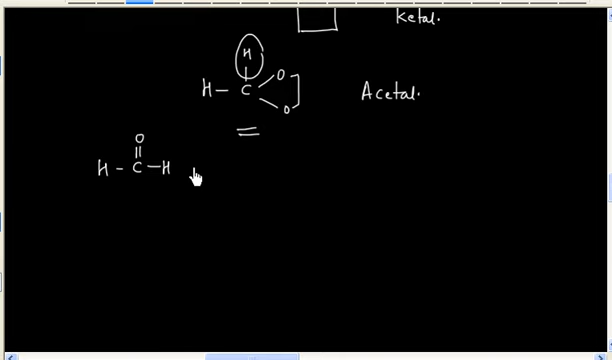 Ketal.
H
H – C O
O
Acetal.
O
H – C – H